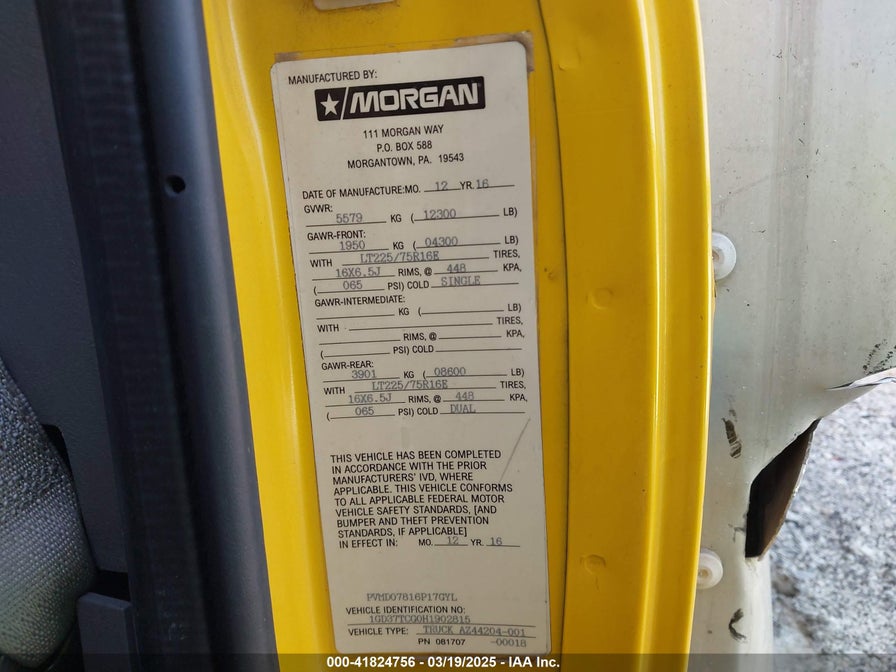 MANUFACTURED BY:
MORGAN
111 MORGAN WAY
P.O. BOX 588
MORGANTOWN, PA. 19543
DATE OF MANUFACTURE: MO. 12 YR. 16
GVWR:
5579 KG ( 12300 LB)
GAWR-FRONT:
1950 KG ( 04300 LB)
WITH LT225/75R16E TIRES,
16X6.5J RIMS, @ 448 KPA,
( 065 PSI) COLD SINGLE
GAWR-INTERMEDIATE:
KG ( LB)
WITH TIRES,
RIMS, @ KPA,
( PSI) COLD
GAWR-REAR:
3901 KG ( 08600 LB)
WITH LT225/75R16E TIRES,
16X6.5J RIMS, @ 448 KPA,
( 065 PSI) COLD DUAL
THIS VEHICLE HAS BEEN COMPLETED
IN ACCORDANCE WITH THE PRIOR
MANUFACTURERS' IVD, WHERE
APPLICABLE. THIS VEHICLE CONFORMS
TO ALL APPLICABLE FEDERAL MOTOR
VEHICLE SAFETY STANDARDS, [AND
BUMPER AND THEFT PREVENTION
STANDARDS, IF APPLICABLE]
IN EFFECT IN: MO. 12 YR. 16
PVMD07816P17GYL
VEHICLE IDENTIFICATION NO:
1GD37TCG0H1902815
VEHICLE TYPE: TRUCK AZ44204-001
PN 081707 -00018
000-41824756 - 03/19/2025 - IAA Inc.